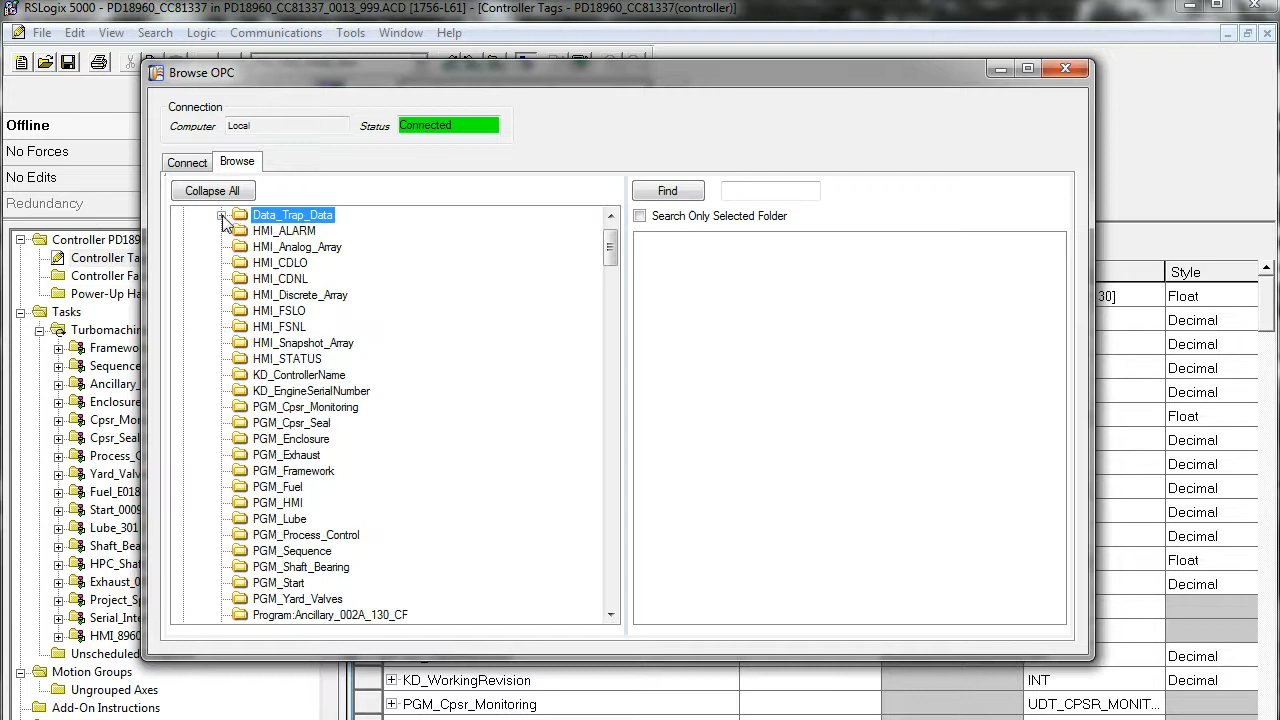 RSLogix 5000 - PD18960_CC81337 in PD18960_CC81337_0013_999.ACD [1756-L61] - [Controller Tags - PD18960_CC81337(controller)]
File Edit View Search Logic Communications Tools Window Help
Browse OPC
Connection
Computer Local Status Connected
Connect Browse
Collapse All
Find
Search Only Selected Folder
Data_Trap_Data
HMI_ALARM
HMI_Analog_Array
HMI_CDLO
HMI_CDNL
HMI_Discrete_Array
HMI_FSLO
HMI_FSNL
HMI_Snapshot_Array
HMI_STATUS
KD_ControllerName
KD_EngineSerialNumber
PGM_Cpsr_Monitoring
PGM_Cpsr_Seal
PGM_Enclosure
PGM_Exhaust
PGM_Framework
PGM_Fuel
PGM_HMI
PGM_Lube
PGM_Process_Control
PGM_Sequence
PGM_Shaft_Bearing
PGM_Start
PGM_Yard_Valves
Program:Ancillary_002A_130_CF
Offline
No Forces
No Edits
Redundancy
Controller PD189
Controller Ta
Controller Fa
Power-Up Ha
Tasks
Turbomachin
Framewo
Sequence
Ancillary_
Enclosure
Cpsr_Mor
Cpsr_Seal
Process_C
Yard_Valv
Fuel_E018
Start_0009
Lube_301
Shaft_Bea
HPC_Shaf
Exhaust_0
Project_Sp
Serial_Inte
HMI_8960
Unscheduled
Motion Groups
Ungrouped Axes
Add-On Instructions
Style
30] Float
Decimal
Decimal
Decimal
Decimal
Float
Decimal
Decimal
Decimal
Decimal
Decimal
Float
Decimal
Decimal
KD_WorkingRevision INT Decimal
PGM_Cpsr_Monitoring UDT_CPSR_MONIT...